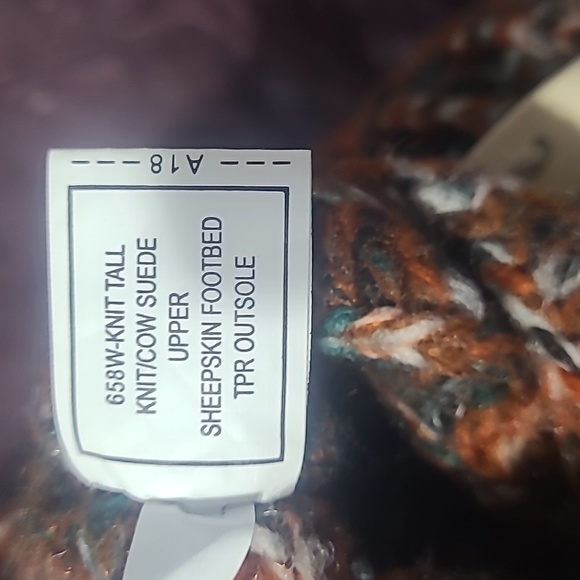 --- A18 ---
658W-KNIT TALL
KNIT/COW SUEDE
UPPER
SHEEPSKIN FOOTBED
TPR OUTSOLE